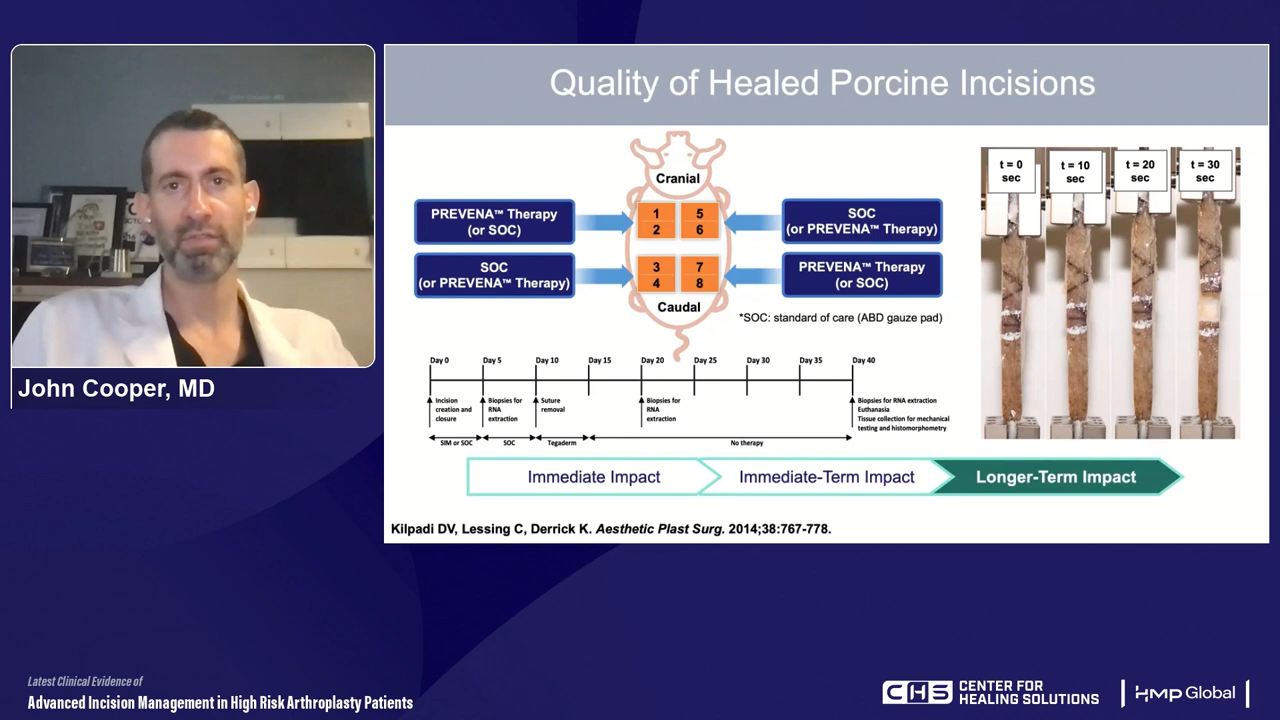 Quality of Healed Porcine Incisions
Cranial
PREVENA™ Therapy
(or SOC)
1
2
5
6
SOC
(or PREVENA™ Therapy)
SOC
(or PREVENA™ Therapy)
3
4
7
8
PREVENA™ Therapy
(or SOC)
Caudal
*SOC: standard of care (ABD gauze pad)
t = 0
sec
t = 10
sec
t = 20
sec
t = 30
sec
Day 0
Day 5
Day 10
Day 15
Day 20
Day 25
Day 30
Day 35
Day 40
Incision
creation and
closure
Biopsies for
RNA
extraction
Suture
removal
Biopsies for
RNA
extraction
Biopsies for RNA extraction
Euthanasia
Tissue collection for mechanical
testing and histomorphometry
SIM or SOC
SOC
Tegaderm
No therapy
Immediate Impact
Immediate-Term Impact
Longer-Term Impact
Kilpadi DV, Lessing C, Derrick K. Aesthetic Plast Surg. 2014;38:767-778.
John Cooper, MD
Latest Clinical Evidence of
Advanced Incision Management in High Risk Arthroplasty Patients
CHS CENTER FOR
HEALING SOLUTIONS
HMP Global